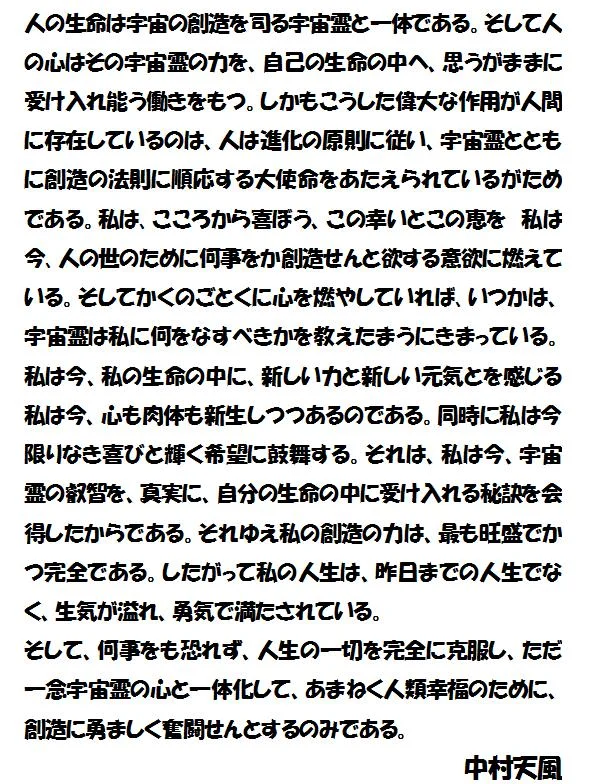 人の生命は宇宙の創造を司る宇宙霊と一体である。そして人
の心はその宇宙霊の力を、自己の生命の中へ、思うがままに
受け入れ能う働きをもつ。しかもこうした偉大な作用が人間
に存在しているのは、人は進化の原則に従い、宇宙霊ととも
に創造の法則に順応する大使命をあたえられているがため
である。私は、こころから喜ぼう、この幸いとこの恵を　私は
今、人の世のために何事をか創造せんと欲する意欲に燃えて
いる。そしてかくのごとくに心を燃やしていれば、いつかは、
宇宙霊は私に何をなすべきかを教えたまうにきまっている。
私は今、私の生命の中に、新しい力と新しい元気とを感じる
私は今、心も肉体も新生しつつあるのである。同時に私は今
限りなき喜びと輝く希望に鼓舞する。それは、私は今、宇宙
霊の叡智を、真実に、自分の生命の中に受け入れる秘訣を会
得したからである。それゆえ私の創造の力は、最も旺盛でか
つ完全である。したがって私の人生は、昨日までの人生でな
く、生気が溢れ、勇気で満たされている。
そして、何事をも恐れず、人生の一切を完全に克服し、ただ
一念宇宙霊の心と一体化して、あまねく人類幸福のために、
創造に勇ましく奮闘せんとするのみである。
中村天風